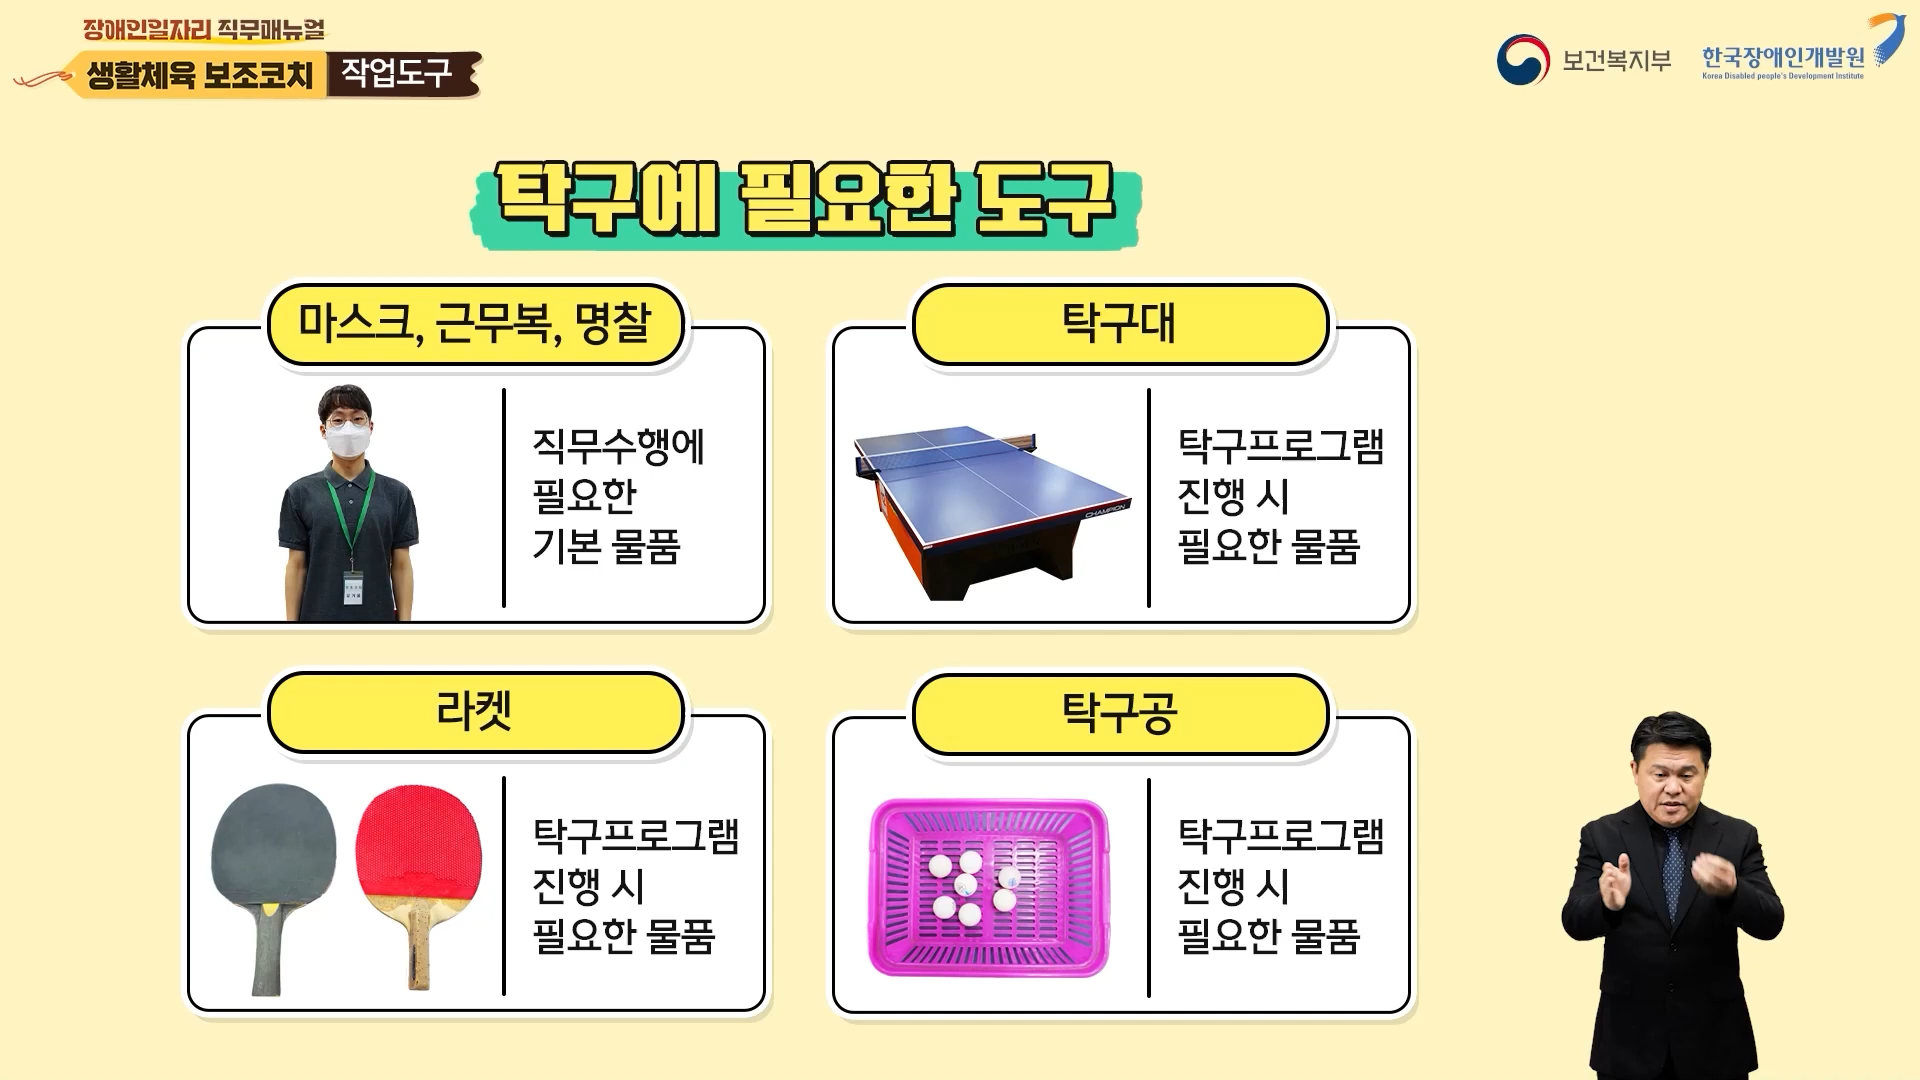 장애인일자리 직무매뉴얼
생활체육 보조코치 작업도구
보건복지부
한국장애인개발원
Korea Disabled people's Development Institute
탁구에 필요한 도구
마스크, 근무복, 명찰
직무수행에
필요한
기본 물품
탁구대
CHAMPION
탁구프로그램
진행 시
필요한 물품
라켓
탁구프로그램
진행 시
필요한 물품
탁구공
탁구프로그램
진행 시
필요한 물품